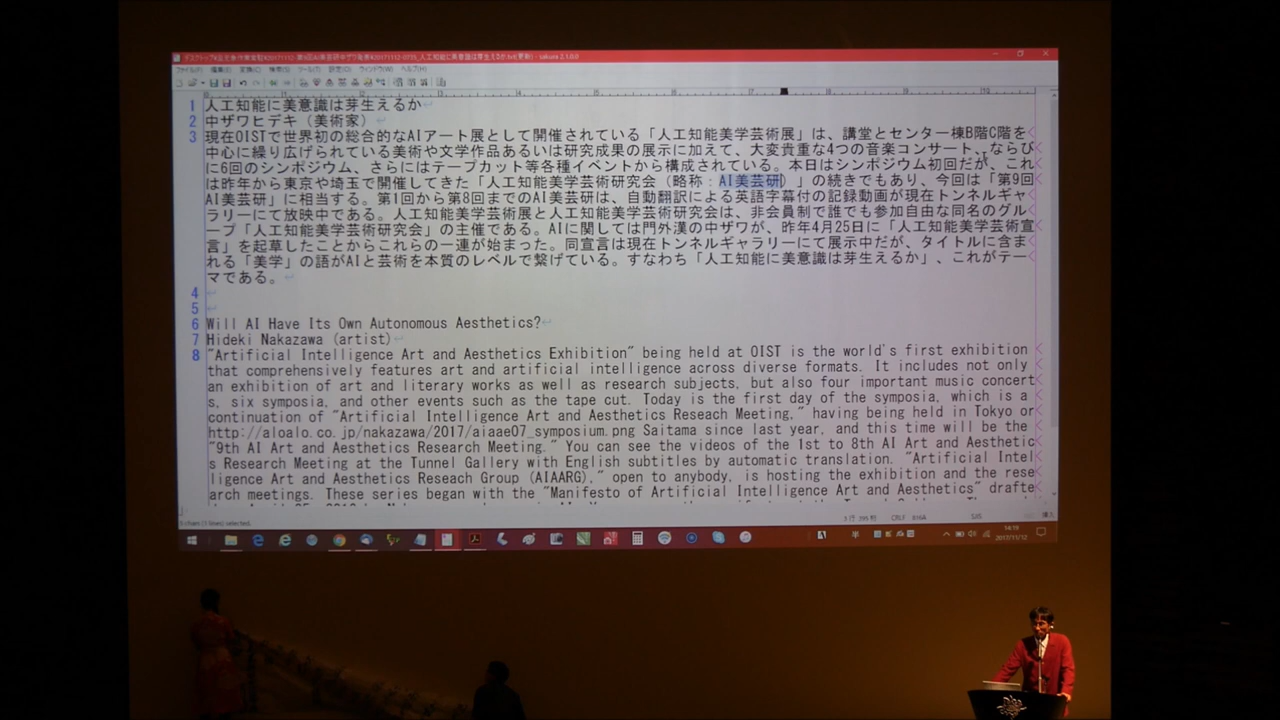 人工知能に美意識は芽生えるか
中ザワヒデキ（美術家）
現在OISTで世界初の総合的なAIアート展として開催されている「人工知能美学芸術展」は、講堂とセンター棟B階C階を
中心に繰り広げられている美術や文学作品あるいは研究成果の展示に加えて、大変貴重な4つの音楽コンサート、ならび
に6回のシンポジウム、さらにはテープカット等各種イベントから構成されている。本日はシンポジウム初回だが、これ
は昨年から東京や埼玉で開催してきた「人工知能美学芸術研究会（略称：AI美芸研）」の続きでもあり、今回は「第9回
AI美芸研」に相当する。第1回から第8回までのAI美芸研は、自動翻訳による英語字幕付の記録動画が現在トンネルギャ
ラリーにて放映中である。人工知能美学芸術展と人工知能美学芸術研究会は、非会員制で誰でも参加自由な同名のグル
ープ「人工知能美学芸術研究会」の主催である。AIに関しては門外漢の中ザワが、昨年4月25日に「人工知能美学芸術宣
言」を起草したことからこれらの一連が始まった。同宣言は現在トンネルギャラリーにて展示中だが、タイトルに含ま
れる「美学」の語がAIと芸術を本質のレベルで繋げている。すなわち「人工知能に美意識は芽生えるか」、これがテー
マである。
Will AI Have Its Own Autonomous Aesthetics?
Hideki Nakazawa (artist)
"Artificial Intelligence Art and Aesthetics Exhibition" being held at OIST is the world's first exhibition
that comprehensively features art and artificial intelligence across diverse formats. It includes not only
an exhibition of art and literary works as well as research subjects, but also four important music concert
s, six symposia, and other events such as the tape cut. Today is the first day of the symposia, which is a
continuation of "Artificial Intelligence Art and Aesthetics Reseach Meeting," having being held in Tokyo or
http://aloalo.co.jp/nakazawa/2017/aiaae07_symposium.png Saitama since last year, and this time will be the
"9th AI Art and Aesthetics Research Meeting." You can see the videos of the 1st to 8th AI Art and Aesthetic
s Research Meeting at the Tunnel Gallery with English subtitles by automatic translation. "Artificial Intel
ligence Art and Aesthetics Reseach Group (AIAARG)," open to anybody, is hosting the exhibition and the rese
arch meetings. These series began with the "Manifesto of Artificial Intelligence Art and Aesthetics" drafte
14:19
2017/11/12